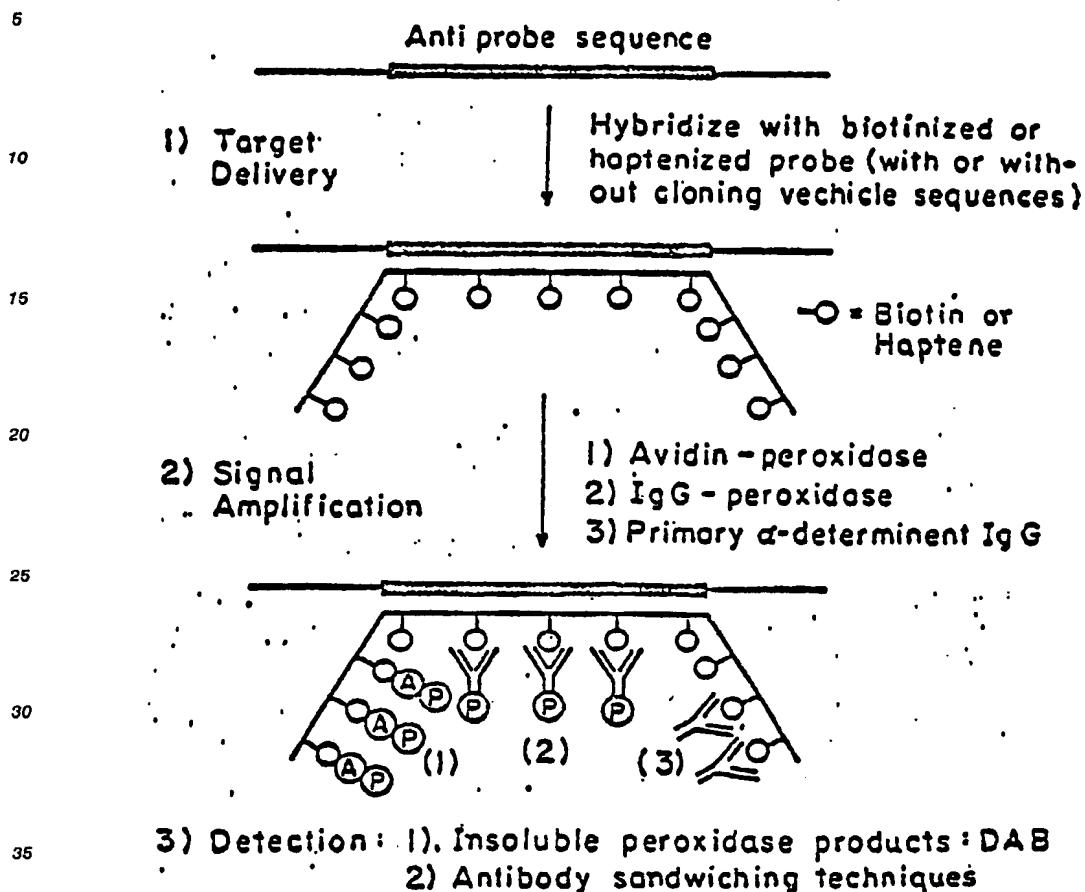 5
Anti probe sequence
1) Target
Delivery
10
Hybridize with biotinized or
haptenized probe (with or with-
out cloning vechicle sequences)
15
= Biotin or
Haptene
20
2) Signal
Amplification
1) Avidin-peroxidase
2) IgG-peroxidase
3) Primary α-determinent IgG
25
30
A P
A P
A P
(1)
P
P
P
(2)
(3)
35
3) Detection: 1). Insoluble peroxidase products: DAB
2) Antibody sandwiching techniques